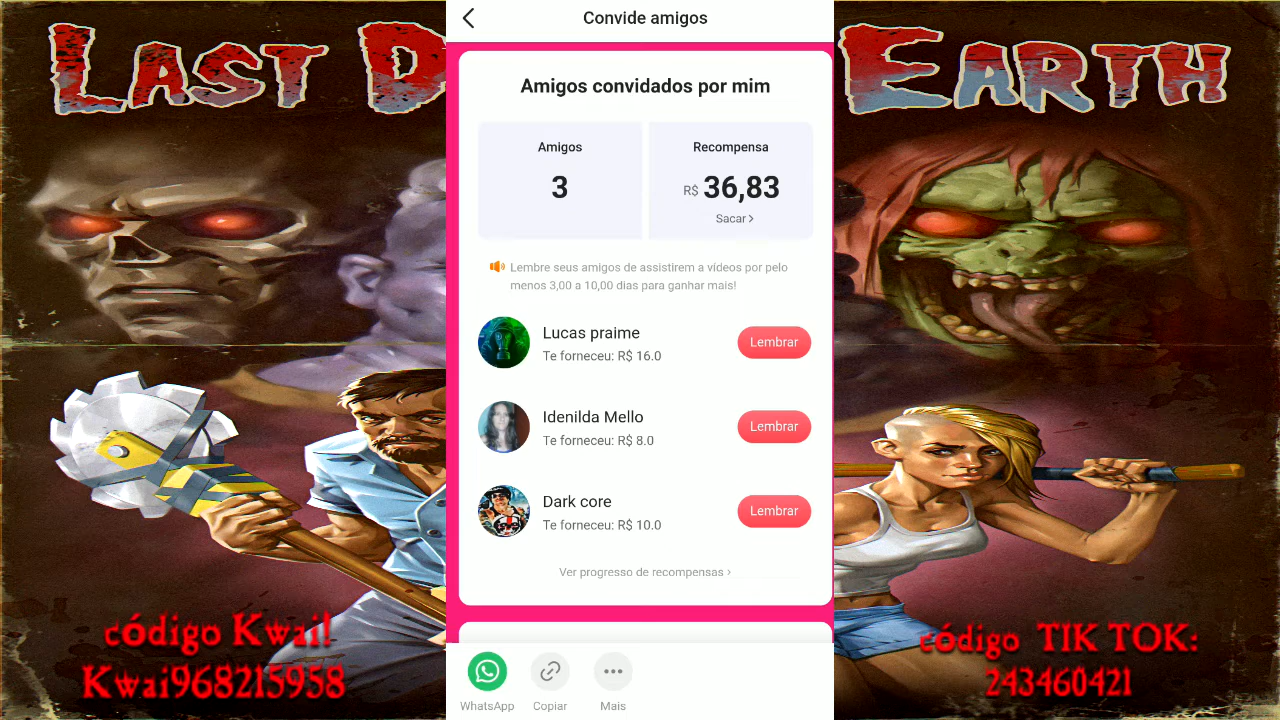 LAST D
EARTH
Convide amigos
Amigos convidados por mim
Amigos
3
Recompensa
R$ 36,83
Sacar >
Lembre seus amigos de assistirem a vídeos por pelo
menos 3,00 a 10,00 dias para ganhar mais!
Lucas praime
Te forneceu: R$ 16.0
Lembrar
Idenilda Mello
Te forneceu: R$ 8.0
Lembrar
Dark core
Te forneceu: R$ 10.0
Lembrar
Ver progresso de recompensas >
WhatsApp
Copiar
Mais
código Kwai!
Kwai968215958
código TIK TOK:
243460421